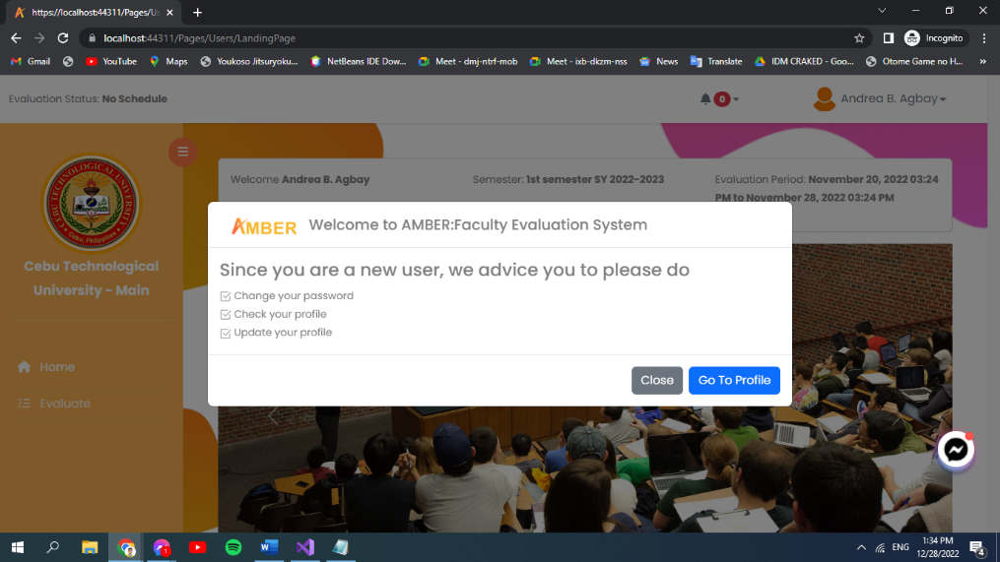 https://localhost:44311/Pages/Us
localhost:44311/Pages/Users/LandingPage
Incognito
Gmail
YouTube
Maps
Youkoso Jitsuryoku...
NetBeans IDE Dow...
Meet - dmj-ntrf-mob
Meet - ixb-dkzm-nss
News
Translate
IDM CRAKED - Goo...
Otome Game no H...
»
Evaluation Status: No Schedule
0
Andrea B. Agbay
CEBU TECHNOLOGICAL UNIVERSITY
Cebu, Philippines
Cebu Technological
University - Main
Home
Evaluate
Welcome Andrea B. Agbay
Semester: 1st semester SY 2022-2023
Evaluation Period: November 20, 2022 03:24
PM to November 28, 2022 03:24 PM
AMBER
Welcome to AMBER:Faculty Evaluation System
Since you are a new user, we advice you to please do
Change your password
Check your profile
Update your profile
Close
Go To Profile
ENG
1:34 PM
12/28/2022
4